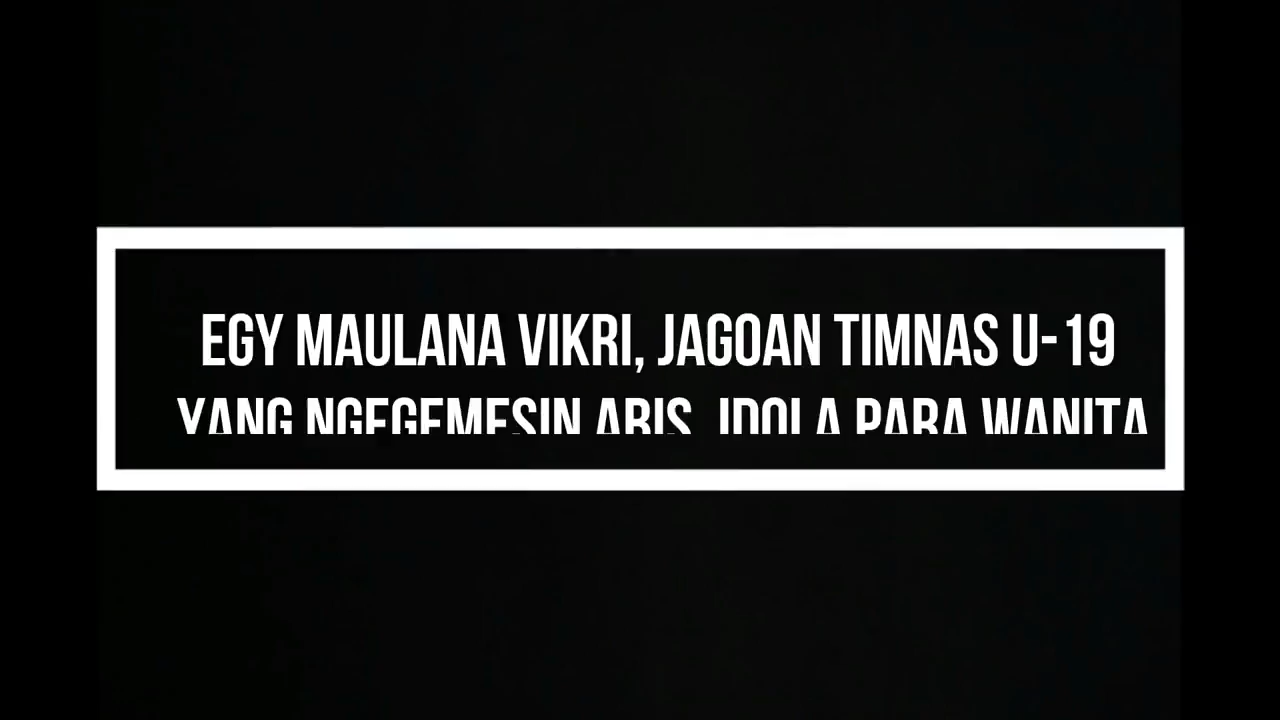 EGY MAULANA VIKRI, JAGOAN TIMNAS U-19
YANG NGEGEMESIN ABIS, IDOLA PARA WANITA